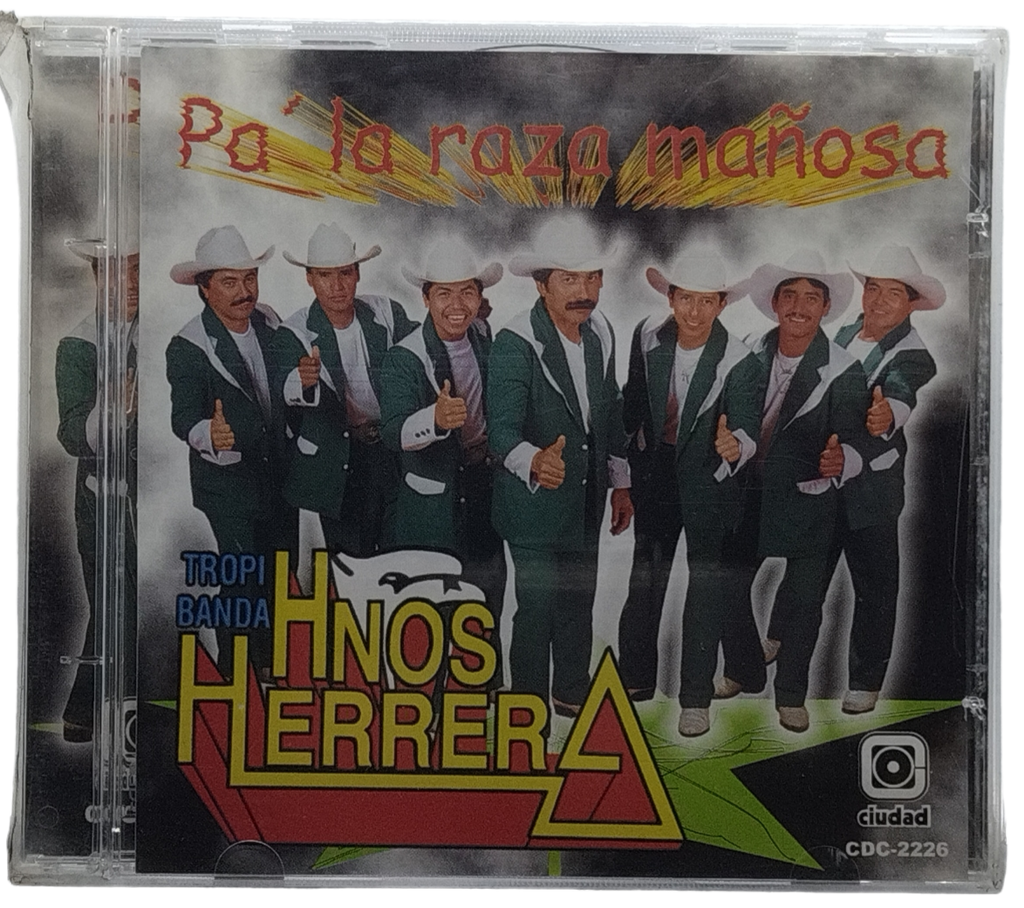 Pa´la raza mañosa
TROPI
BANDA
HNOS
HERRERA
ciudad
CDC-2226